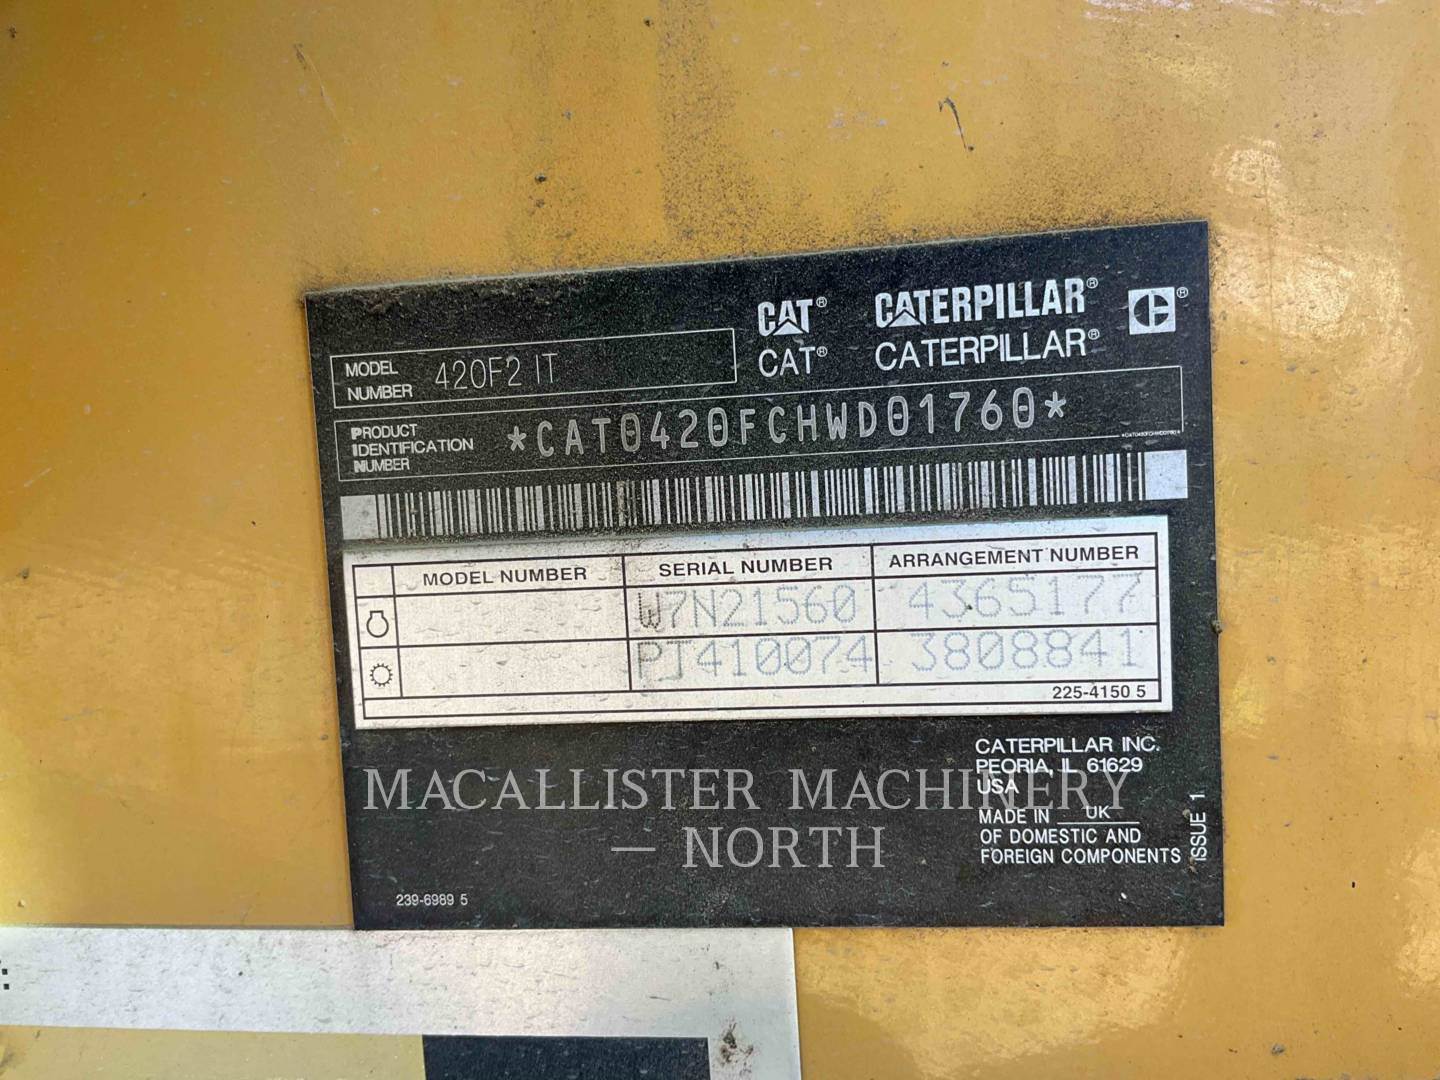 CAT® CATERPILLAR® ®
CAT® CATERPILLAR®
MODEL NUMBER 420F2 IT
PRODUCT IDENTIFICATION NUMBER *CAT0420FCHWD01760*
MODEL NUMBER SERIAL NUMBER ARRANGEMENT NUMBER
W7N21560 4365177
PJ410074 3808841
225-4150 5
CATERPILLAR INC.
PEORIA, IL 61629
USA
MADE IN UK
OF DOMESTIC AND
FOREIGN COMPONENTS
ISSUE 1
239-6989 5
MACALLISTER MACHINERY
— NORTH